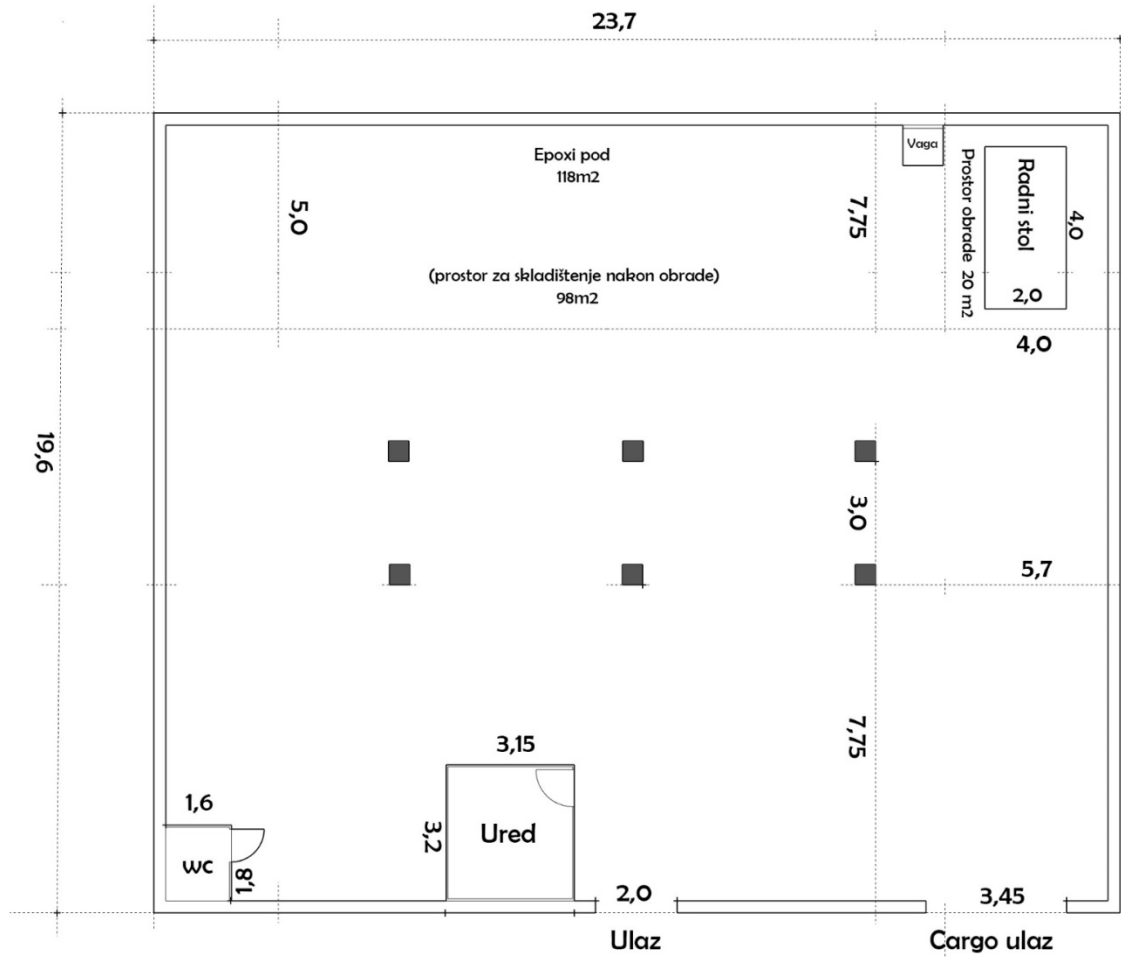 23,7
Epoxi pod
118m2
Vaga
Prostor obrade 20 m2
Radni stol
4,0
2,0
5,0
7,75
(prostor za skladištenje nakon obrade)
98m2
4,0
19,6
3,0
5,7
7,75
3,15
3,2
Ured
1,6
wc
1,8
2,0
3,45
Ulaz
Cargo ulaz